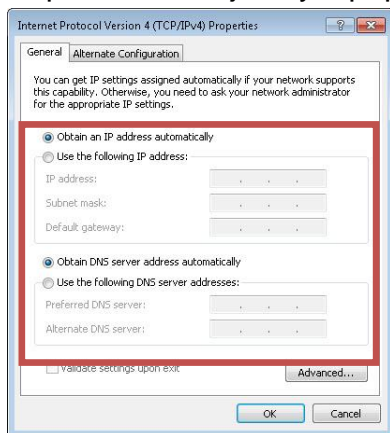 Internet Protocol Version 4 (TCP/IPv4) Properties
General Alternate Configuration
You can get IP settings assigned automatically if your network supports
this capability. Otherwise, you need to ask your network administrator
for the appropriate IP settings.
Obtain an IP address automatically
Use the following IP address:
IP address:
Subnet mask:
Default gateway:
Obtain DNS server address automatically
Use the following DNS server addresses:
Preferred DNS server:
Alternate DNS server:
Validate settings upon exit
Advanced...
OK Cancel